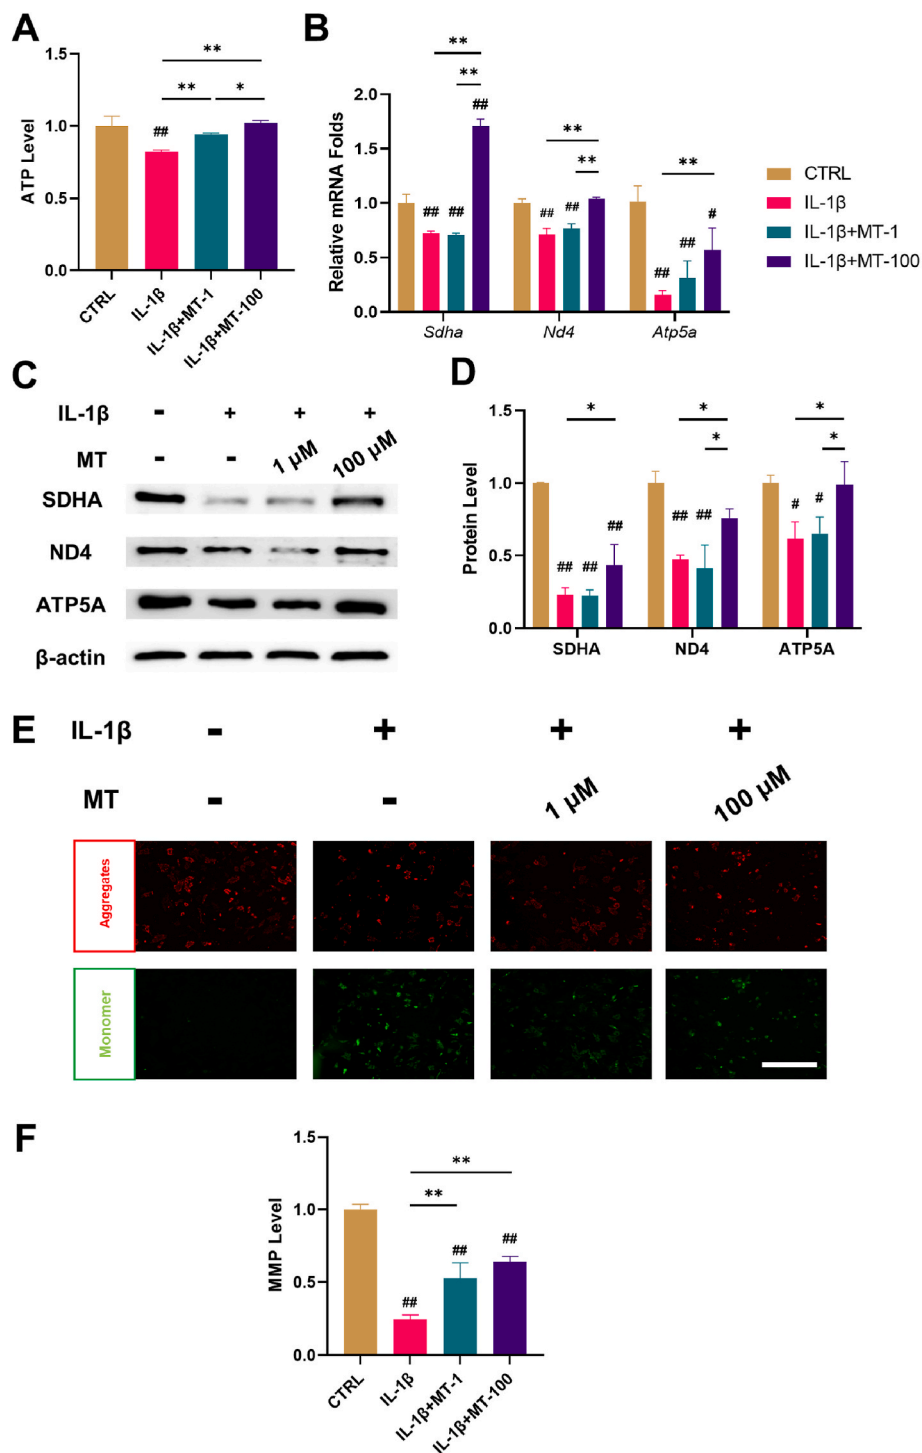 A
1.5
1.0
0.5
0.0
ATP Level
**
**
*
##
CTRL
IL-1β
IL-1β+MT-1
IL-1β+MT-100
B
2.0
1.5
1.0
0.5
0.0
Relative mRNA Folds
**
**
##
##
##
**
**
##
##
**
##
##
#
Sdha
Nd4
Atp5a
CTRL
IL-1β
IL-1β+MT-1
IL-1β+MT-100
C
IL-1β - + + +
MT - - 1 μM 100 μM
SDHA
ND4
ATP5A
β-actin
D
1.5
1.0
0.5
0.0
Protein Level
*
##
##
##
*
*
##
##
*
*
#
#
SDHA
ND4
ATP5A
E
IL-1β - + + +
MT - - 1 μM 100 μM
Aggregates
Monomer
F
1.5
1.0
0.5
0.0
MMP Level
**
**
##
##
##
CTRL
IL-1β
IL-1β+MT-1
IL-1β+MT-100